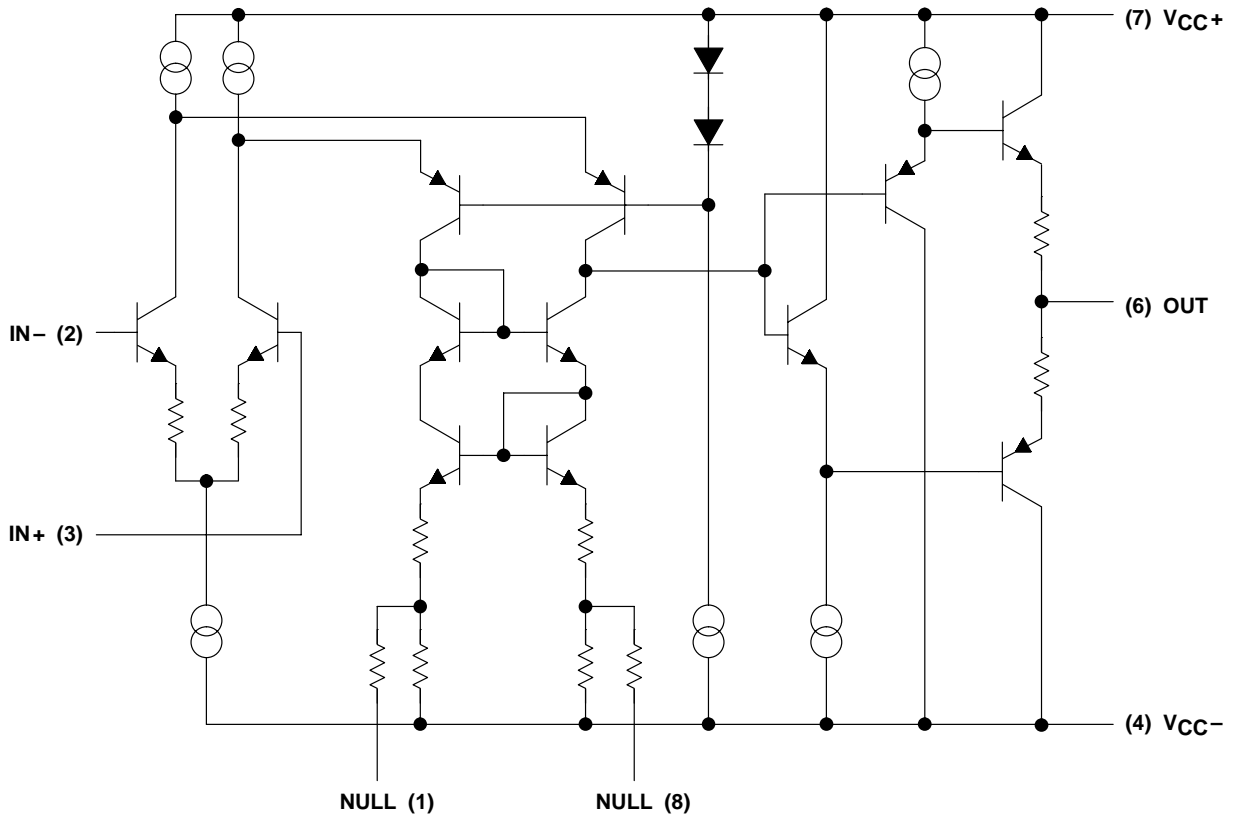 (7) VCC+
IN− (2)
(6) OUT
IN+ (3)
(4) VCC−
NULL (1)
NULL (8)